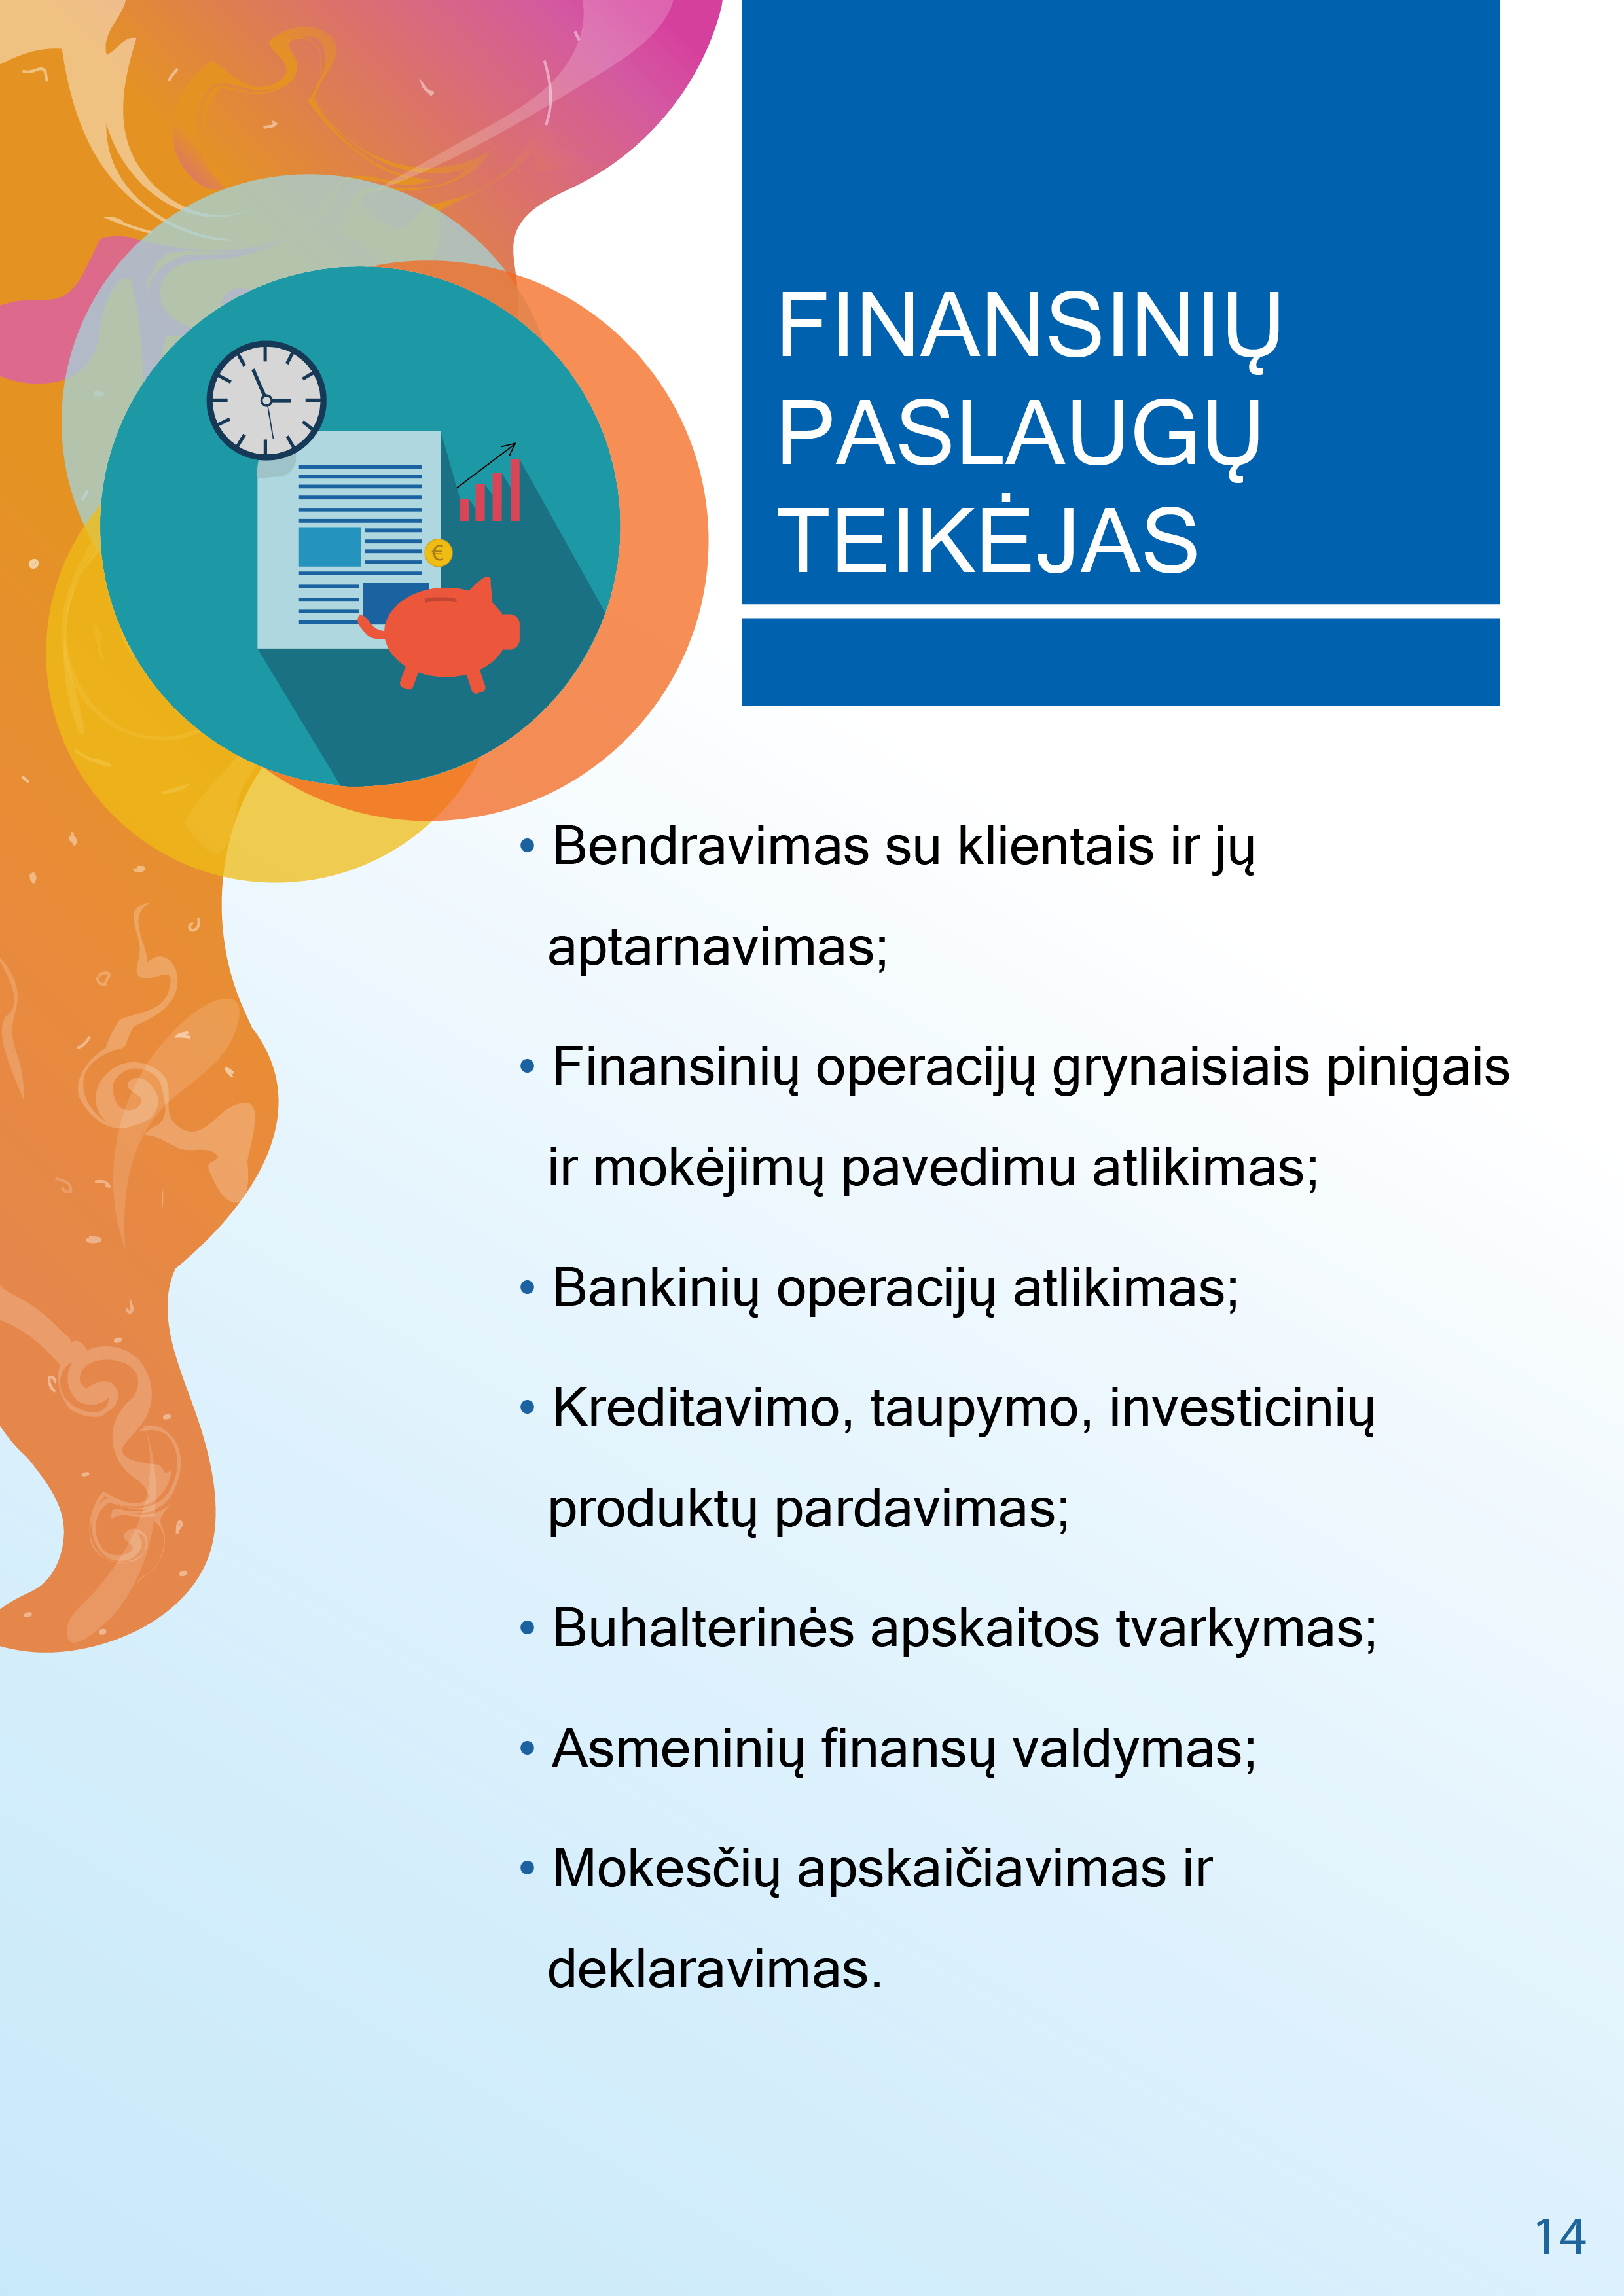 FINANSINIŲ
PASLAUGŲ
TEIKĖJAS
€
• Bendravimas su klientais ir jų
aptarnavimas;
• Finansinių operacijų grynaisiais pinigais
ir mokėjimų pavedimu atlikimas;
• Bankinių operacijų atlikimas;
• Kreditavimo, taupymo, investicinių
produktų pardavimas;
• Buhalterinės apskaitos tvarkymas;
• Asmeninių finansų valdymas;
• Mokesčių apskaičiavimas ir
deklaravimas.
14